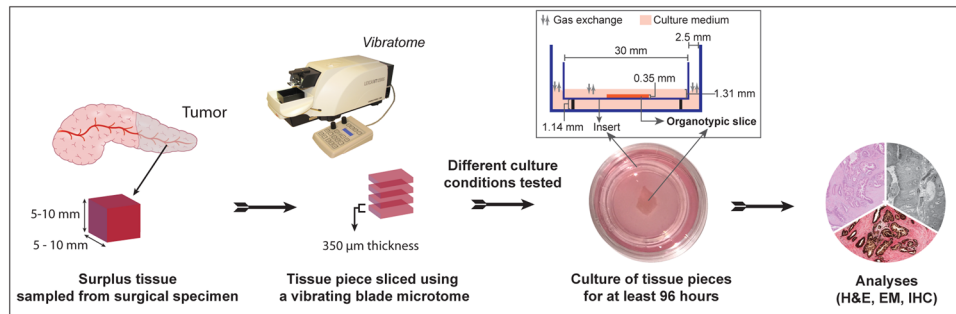 Gas exchange
Culture medium
2.5 mm
30 mm
0.35 mm
1.31 mm
1.14 mm
Insert
Organotypic slice
Vibratome
Tumor
5-10 mm
5 - 10 mm
350 µm thickness
Different culture
conditions tested
Surplus tissue
sampled from surgical specimen
Tissue piece sliced using
a vibrating blade microtome
Culture of tissue pieces
for at least 96 hours
Analyses
(H&E, EM, IHC)